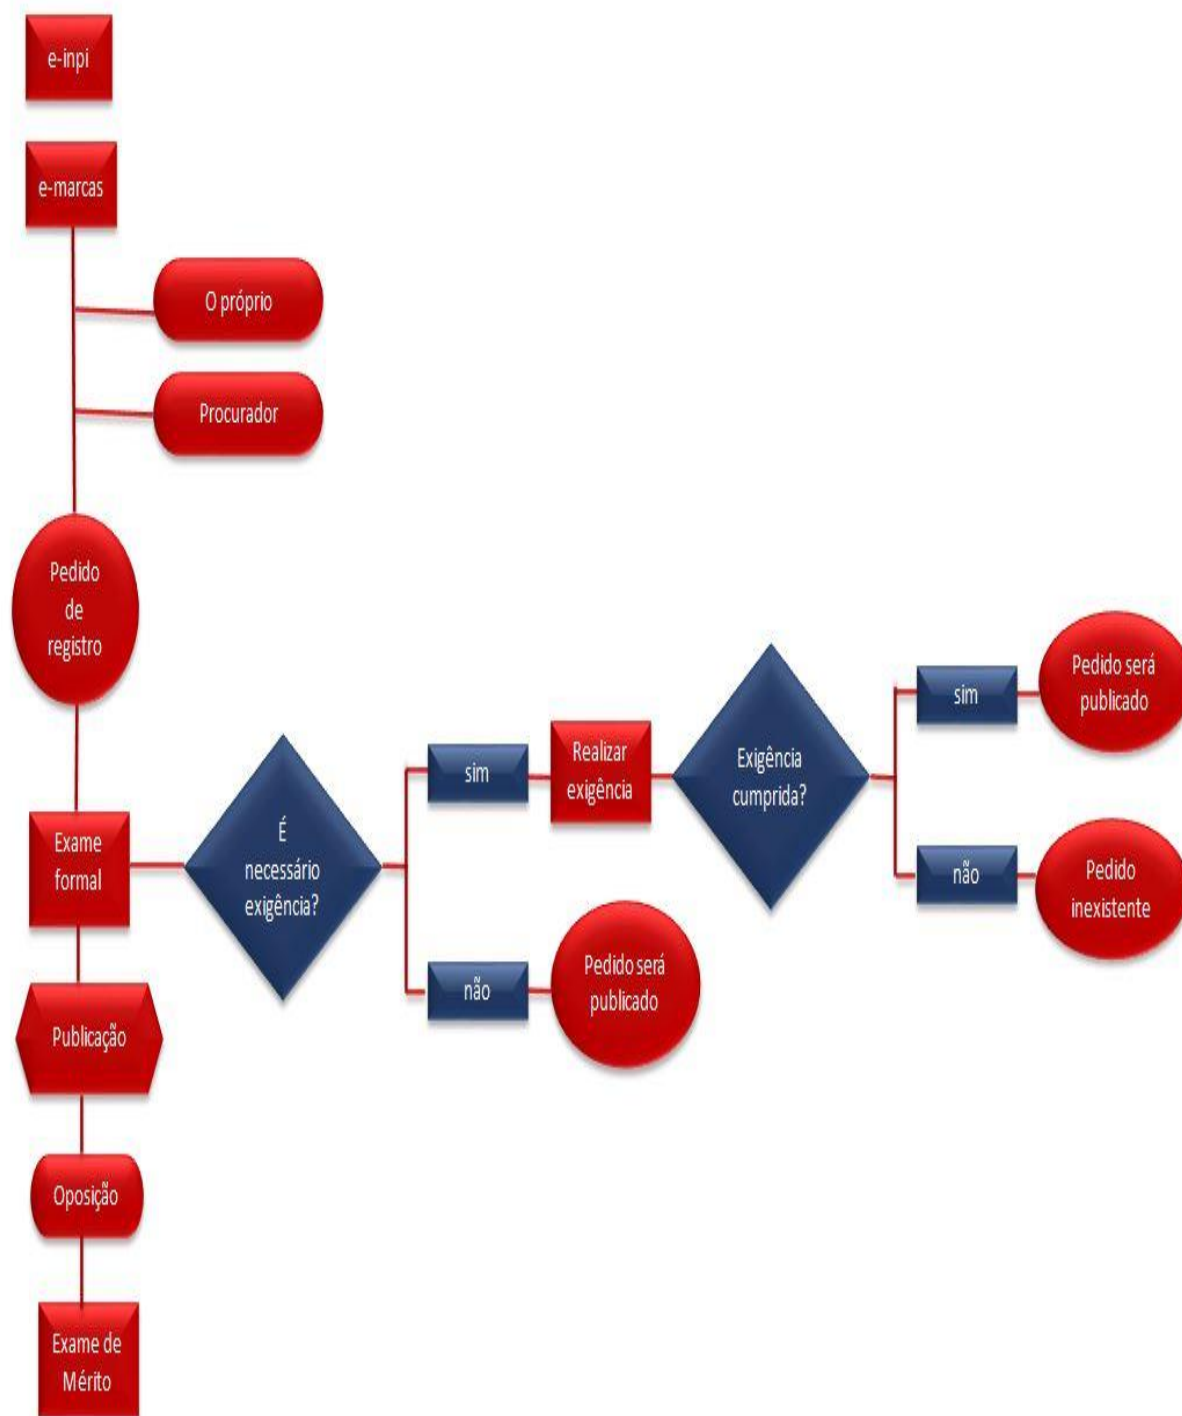 e-inpi
e-marcas
O próprio
Procurador
Pedido
de
registro
Exame
formal
É
necessário
exigência?
sim
Realizar
exigência
Exigência
cumprida?
sim
Pedido será
publicado
não
Pedido
inexistente
não
Pedido será
publicado
Publicação
Oposição
Exame de
Mérito